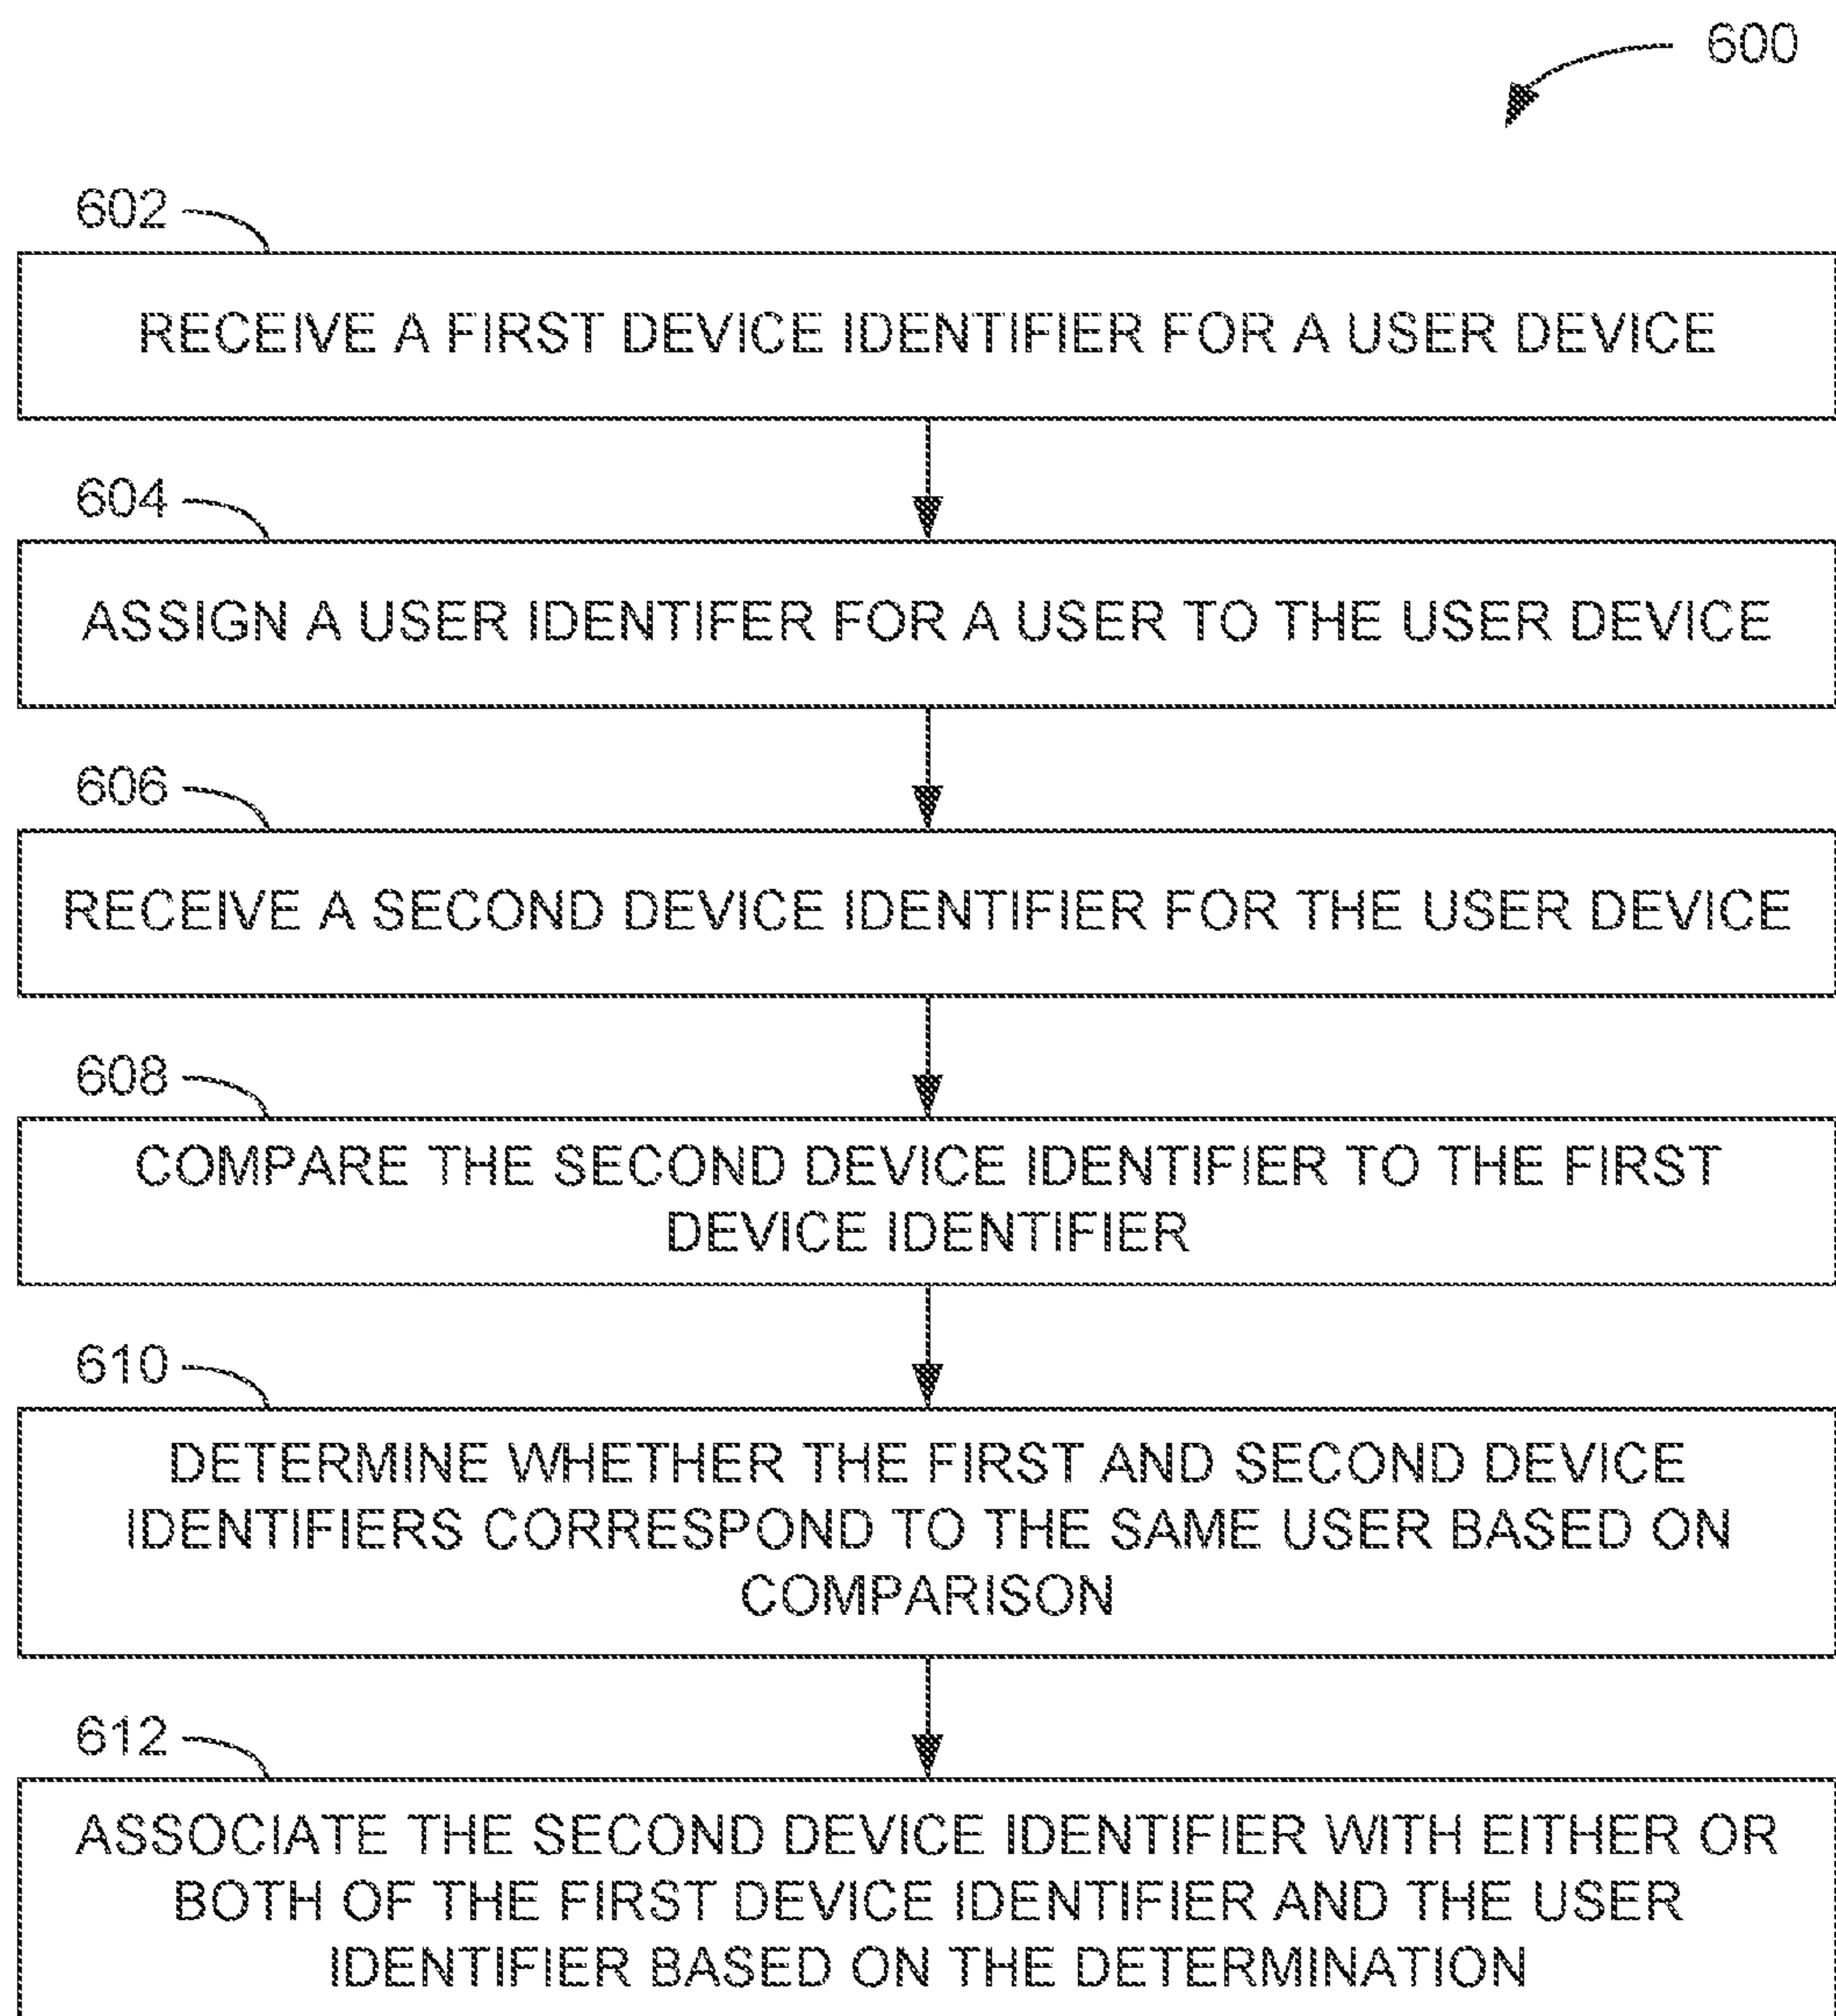 600
602
RECEIVE A FIRST DEVICE IDENTIFIER FOR A USER DEVICE
604
ASSIGN A USER IDENTIFER FOR A USER TO THE USER DEVICE
606
RECEIVE A SECOND DEVICE IDENTIFIER FOR THE USER DEVICE
608
COMPARE THE SECOND DEVICE IDENTIFIER TO THE FIRST
DEVICE IDENTIFIER
610
DETERMINE WHETHER THE FIRST AND SECOND DEVICE
IDENTIFIERS CORRESPOND TO THE SAME USER BASED ON
COMPARISON
612
ASSOCIATE THE SECOND DEVICE IDENTIFIER WITH EITHER OR
BOTH OF THE FIRST DEVICE IDENTIFIER AND THE USER
IDENTIFIER BASED ON THE DETERMINATION